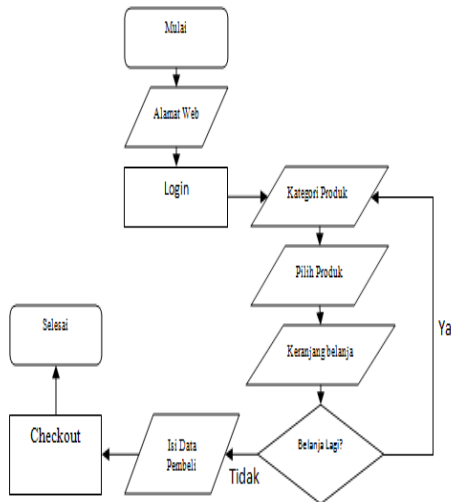 Mulai
Alamat Web
Login
Kategori Produk
Pilih Produk
Keranjang belanja
Belanja Lagi?
Ya
Tidak
Isi Data
Pembeli
Checkout
Selesai